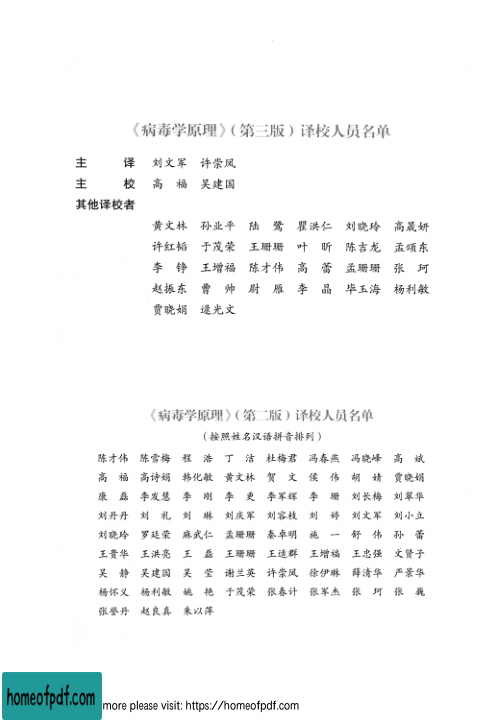 《病毒学原理》(第三版)译校人员名单
主 译 刘文军 许崇凤
主 校 高 福 吴建国
其他译校者
黄文林 孙业平 陆 鹭 瞿洪仁 刘晓玲 高晟妍
许红韬 于茂荣 王珊珊 叶 昕 陈吉龙 孟颂东
李 铮 王增福 陈才伟 高 蕾 孟珊珊 张 珂
赵振东 曹 帅 尉 雁 李 晶 毕玉海 杨利敏
贾晓娟 逄光文
《病毒学原理》(第二版)译校人员名单
(按照姓名汉语拼音排列)
陈才伟 陈雪梅 程 浩 丁 洁 杜梅君 冯春燕 冯晓峰 高 斌
高 福 高诗娟 韩化敏 黄文林 贺 文 侯 伟 胡 婧 贾晓娟
康 磊 李发慧 李 刚 李 更 李军辉 李 珊 刘长梅 刘翠华
刘丹丹 刘 礼 刘 琳 刘庆军 刘容枝 刘 婷 刘文军 刘小立
刘晓玲 罗廷荣 麻武仁 孟珊珊 秦卓明 施 一 舒 伟 孙 蕾
王贵华 王洪亮 王 磊 王珊珊 王适群 王增福 王忠强 文贤子
吴 静 吴建国 吴 莹 谢兰英 许崇凤 徐伊琳 薛清华 严景华
杨怀义 杨利敏 姚 艳 于茂荣 张春计 张军杰 张 珂 张 巍
张誉丹 赵良真 朱以萍
homeofpdf.com
more please visit: https://homeofpdf.com